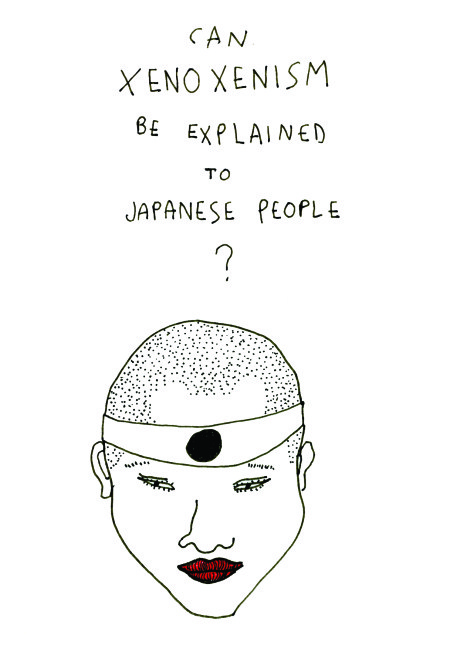 CAN
XENOXENISM
BE EXPLAINED
TO
JAPANESE PEOPLE
?